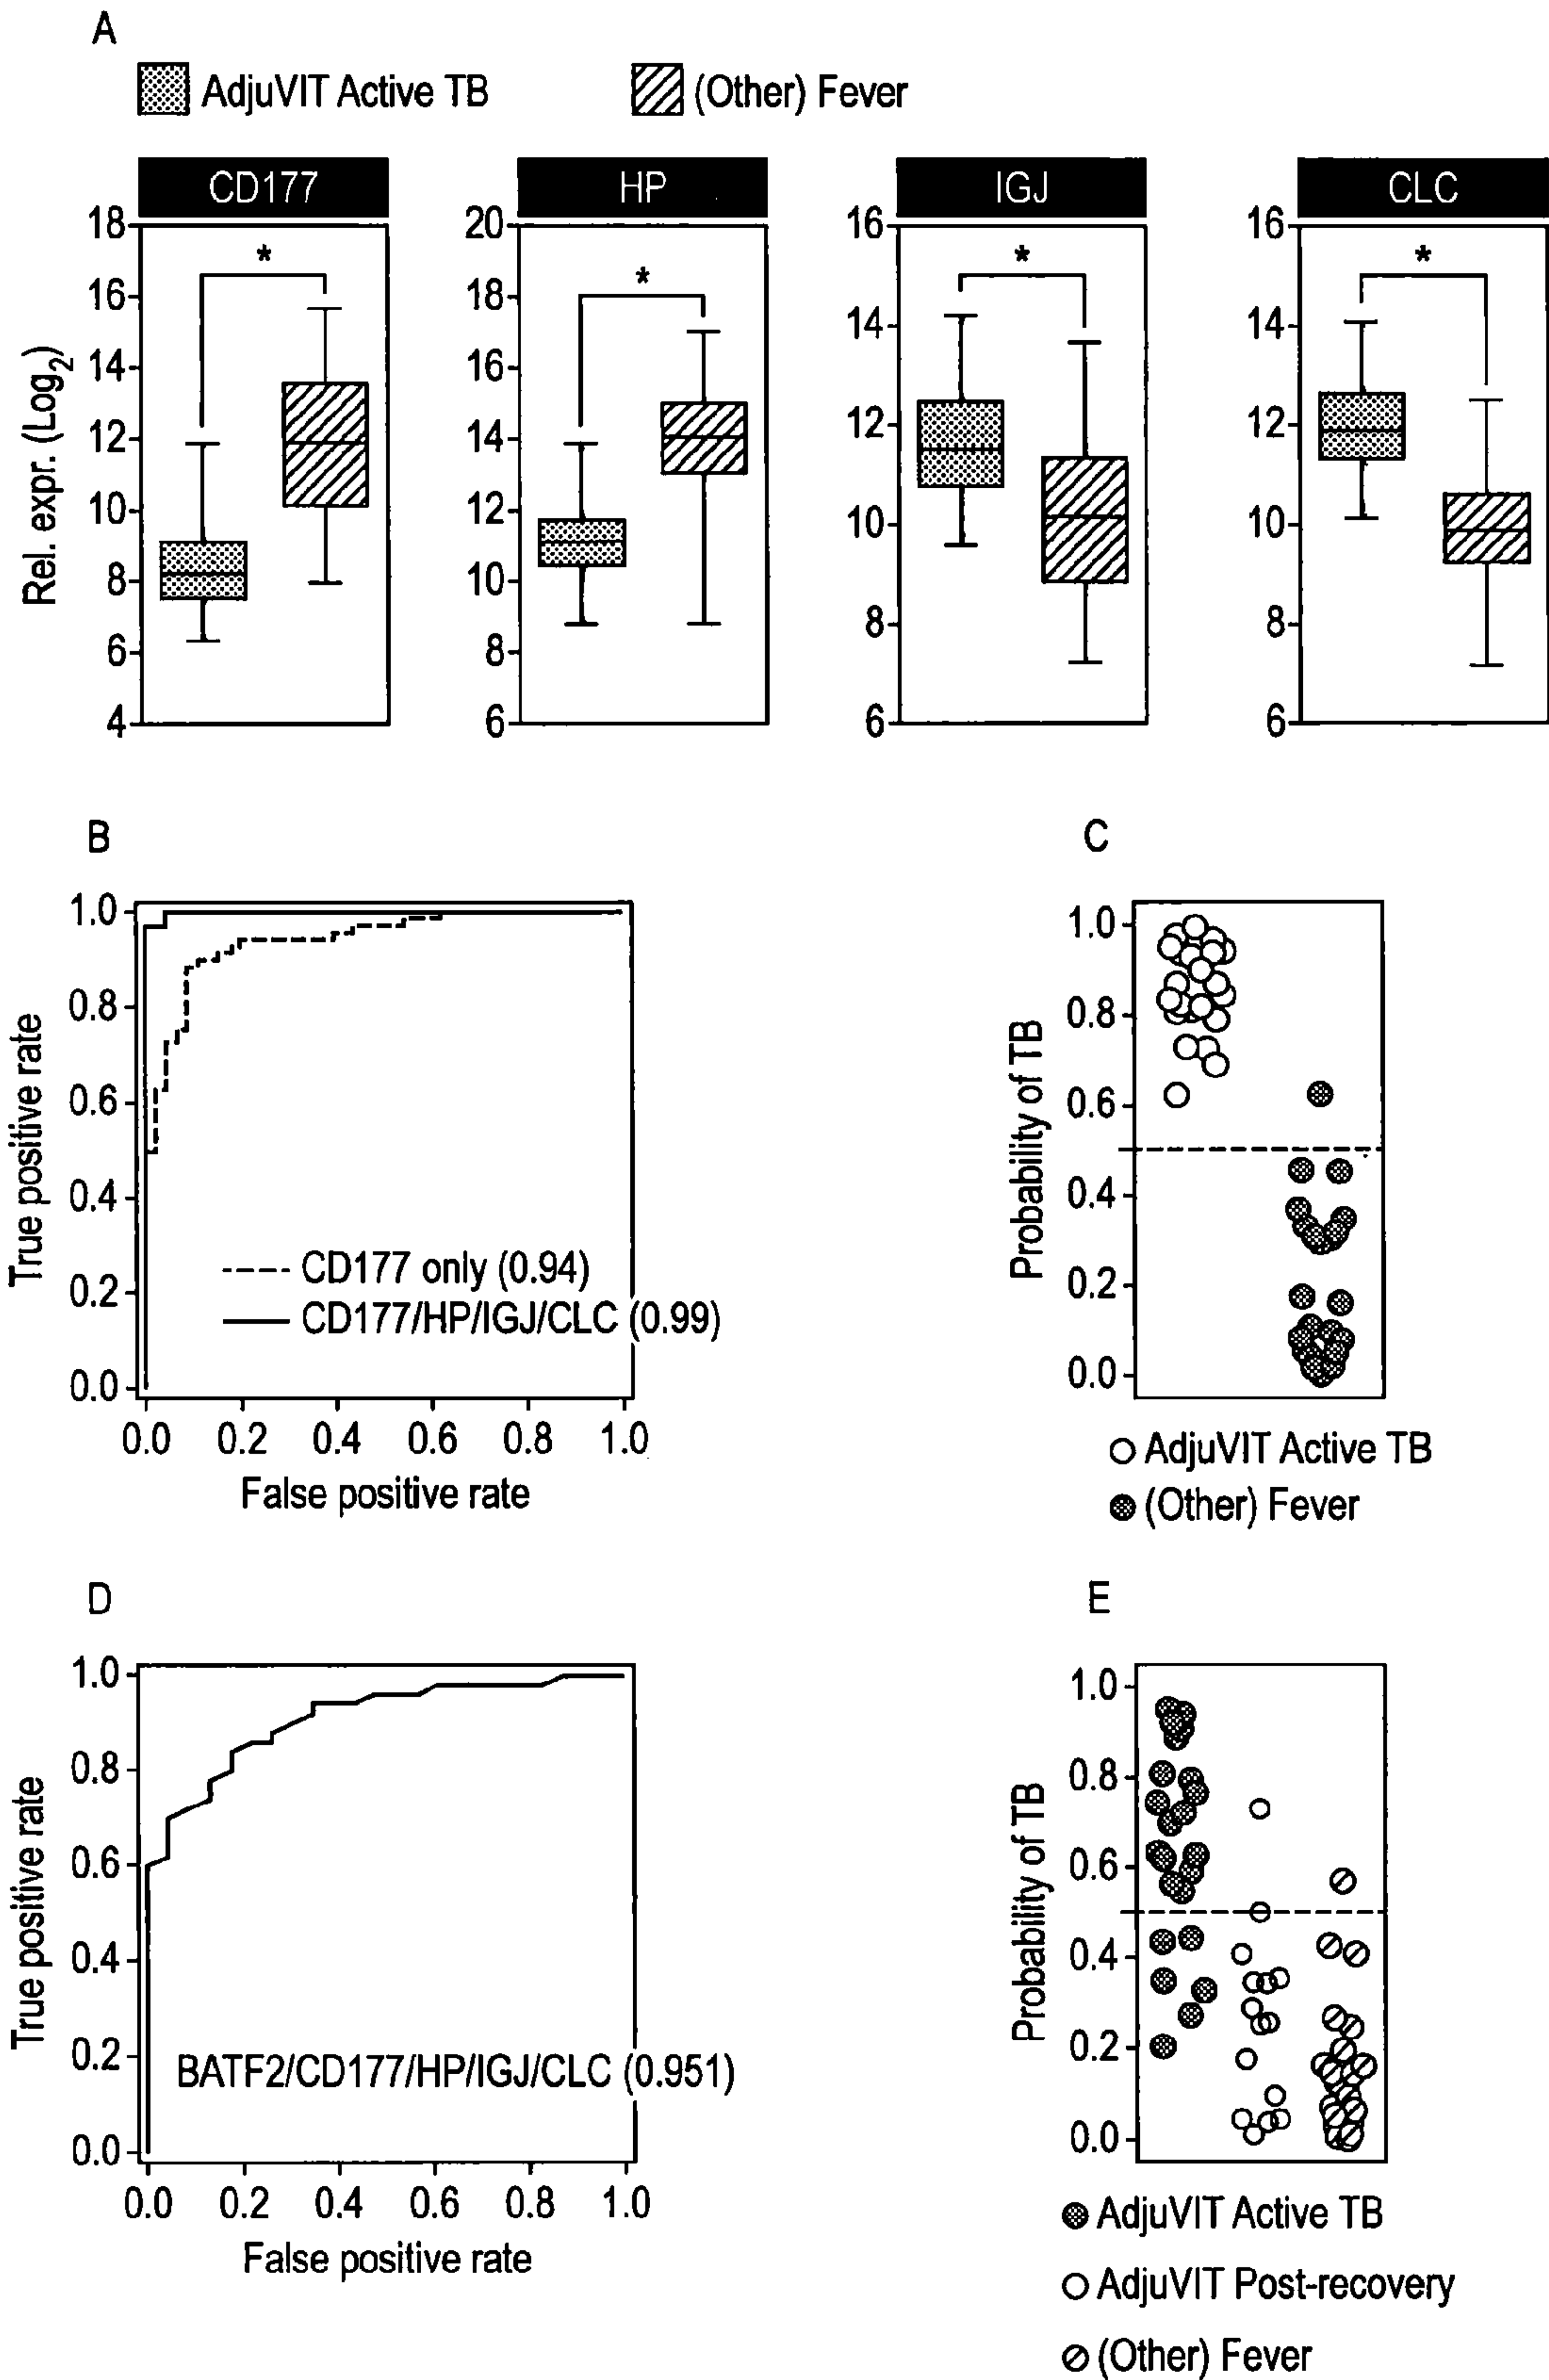 A
AdjuVIT Active TB
(Other) Fever
CD177
HP
IGJ
CLC
Rel. expr. (Log2)
18
16
14
12
10
8
6
4
*
20
18
16
14
12
10
8
6
*
16
14
12
10
8
6
*
16
14
12
10
8
6
*
B
True positive rate
1.0
0.8
0.6
0.4
0.2
0.0
CD177 only (0.94)
CD177/HP/IGJ/CLC (0.99)
0.0 0.2 0.4 0.6 0.8 1.0
False positive rate
C
Probability of TB
1.0
0.8
0.6
0.4
0.2
0.0
AdjuVIT Active TB
(Other) Fever
D
True positive rate
1.0
0.8
0.6
0.4
0.2
0.0
BATF2/CD177/HP/IGJ/CLC (0.951)
0.0 0.2 0.4 0.6 0.8 1.0
False positive rate
E
Probability of TB
1.0
0.8
0.6
0.4
0.2
0.0
AdjuVIT Active TB
AdjuVIT Post-recovery
(Other) Fever